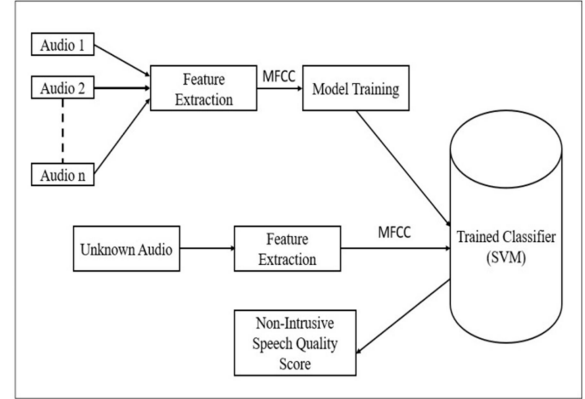 Audio 1
Audio 2
Audio n
Feature
Extraction
MFCC
Model Training
Unknown Audio
Feature
Extraction
MFCC
Trained Classifier
(SVM)
Non-Intrusive
Speech Quality
Score